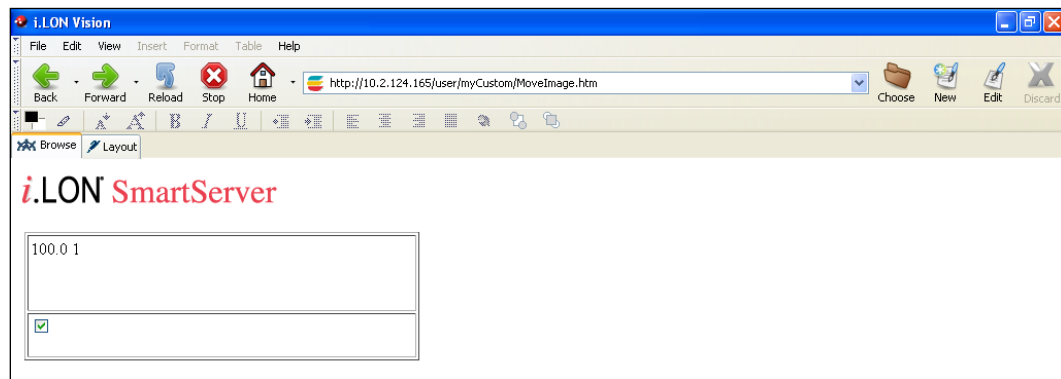 i.LON Vision
File Edit View Insert Format Table Help
http://10.2.124.165/user/myCustom/MoveImage.htm
Back Forward Reload Stop Home Choose New Edit Discard
B I U
Browse Layout
i.LON SmartServer
100.0 1